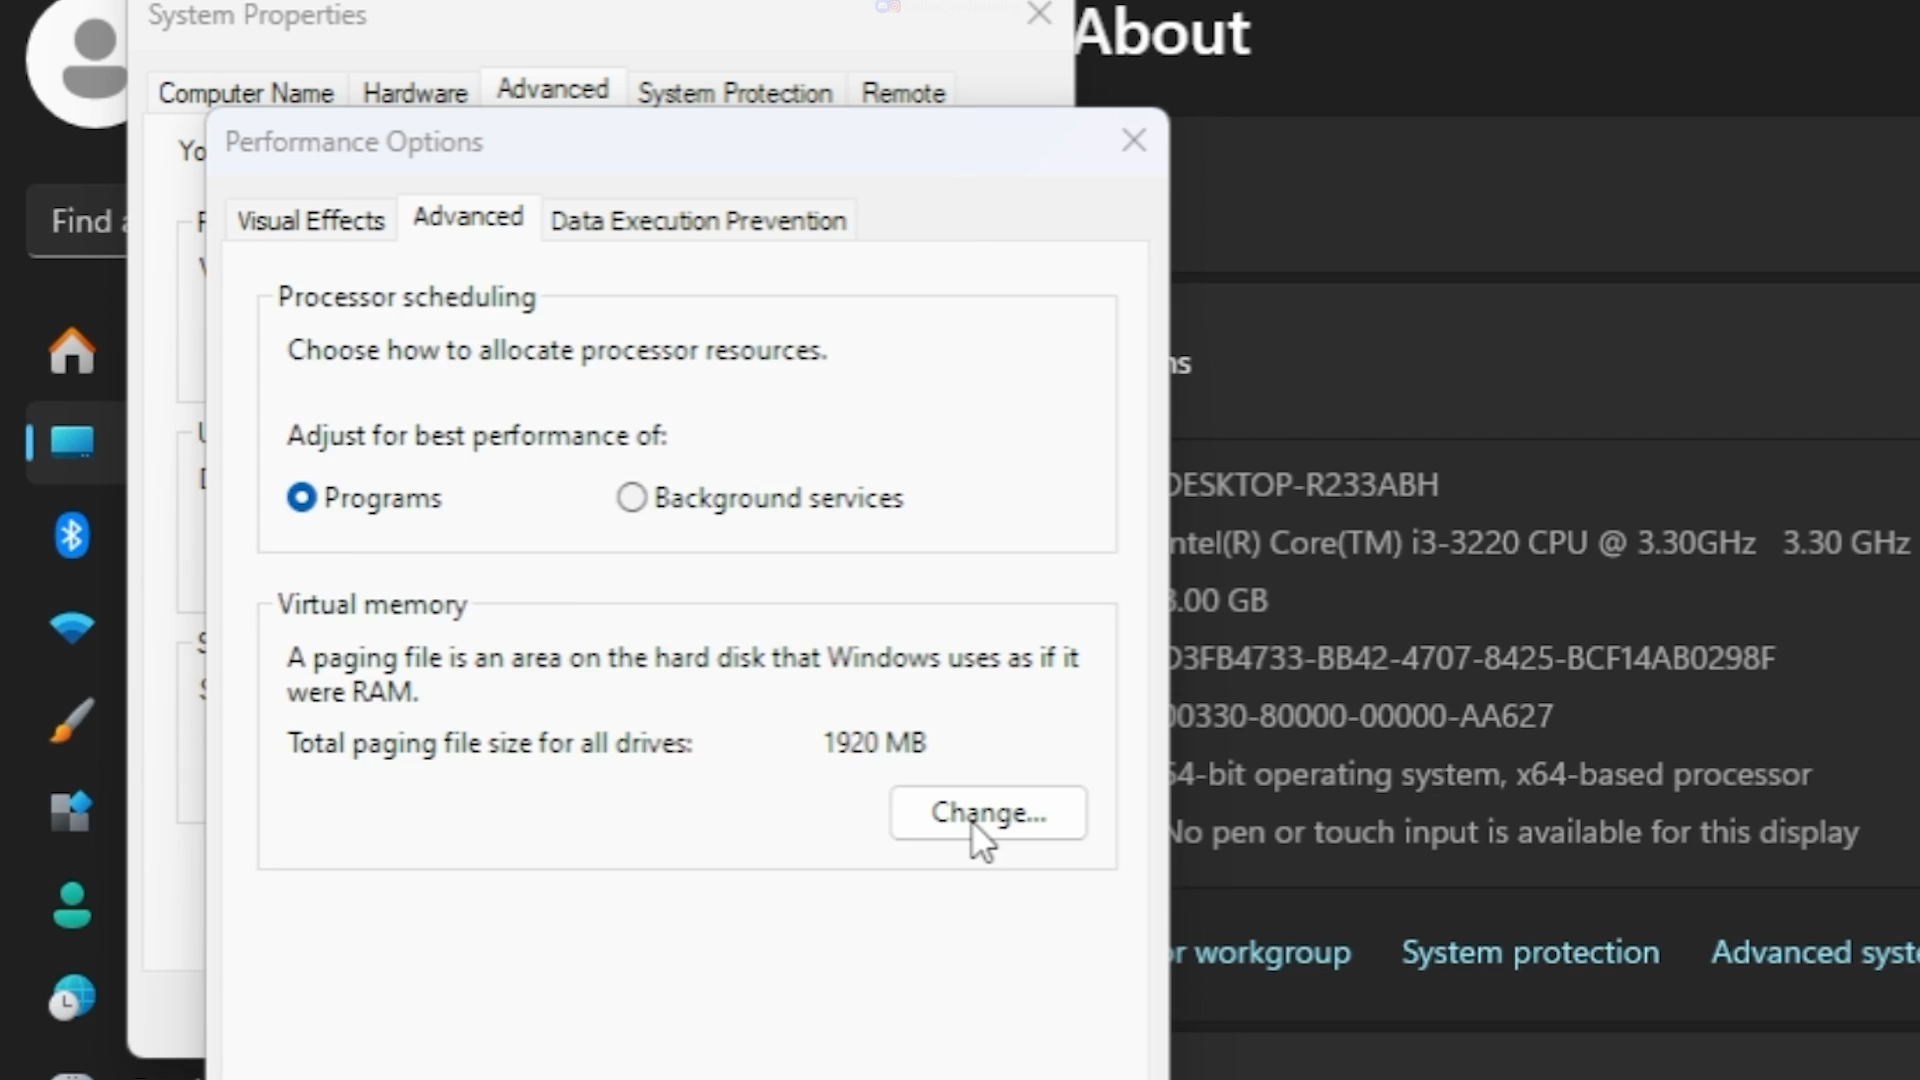 System Properties
About
Computer Name Hardware Advanced System Protection Remote
Yo
Performance Options
Find a
Visual Effects Advanced Data Execution Prevention
Processor scheduling
Choose how to allocate processor resources.
ns
Adjust for best performance of:
Programs Background services
DESKTOP-R233ABH
ntel(R) Core(TM) i3-3220 CPU @ 3.30GHz 3.30 GHz
.00 GB
Virtual memory
A paging file is an area on the hard disk that Windows uses as if it
were RAM.
D3FB4733-BB42-4707-8425-BCF14AB0298F
00330-80000-00000-AA627
Total paging file size for all drives: 1920 MB
64-bit operating system, x64-based processor
Change...
No pen or touch input is available for this display
or workgroup System protection Advanced syste